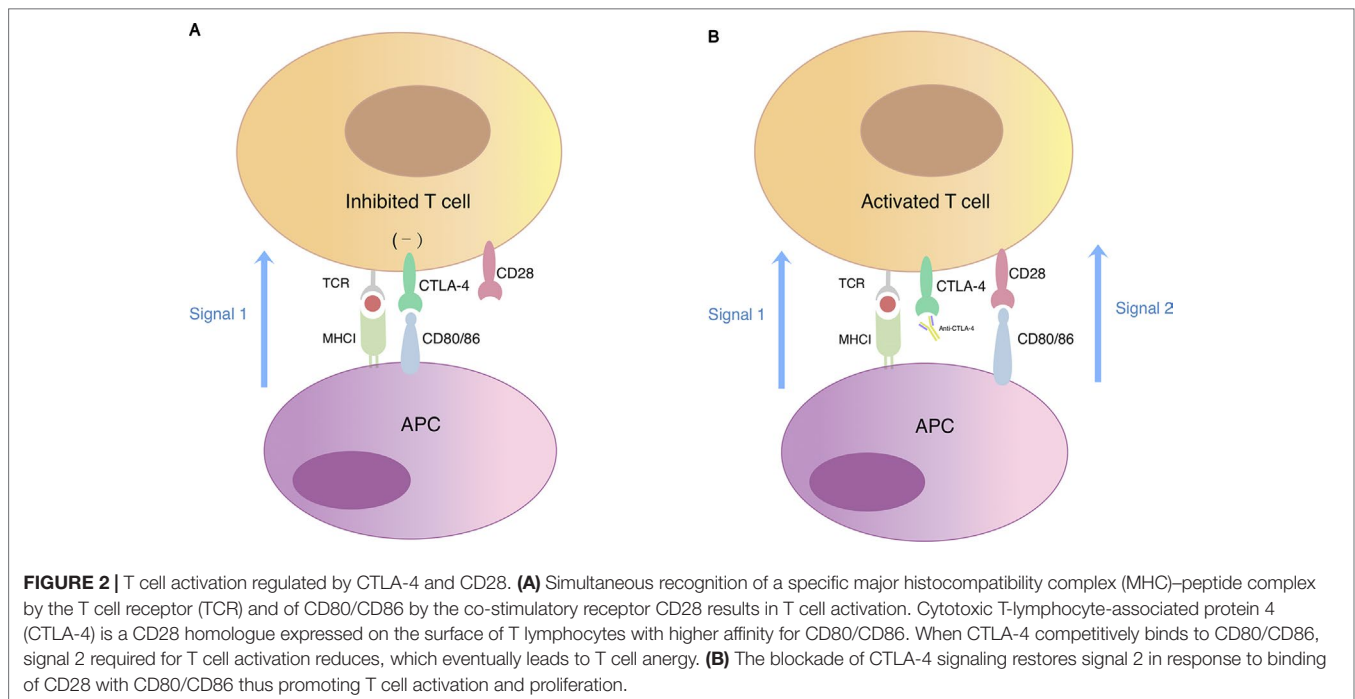 A
Inhibited T cell
(−)
TCR
CTLA-4
CD28
Signal 1
MHCI
CD80/86
APC
B
Activated T cell
TCR
CTLA-4
CD28
Signal 1
Anti-CTLA-4
Signal 2
MHCI
CD80/86
APC
FIGURE 2 | T cell activation regulated by CTLA-4 and CD28. (A) Simultaneous recognition of a specific major histocompatibility complex (MHC)–peptide complex
by the T cell receptor (TCR) and of CD80/CD86 by the co-stimulatory receptor CD28 results in T cell activation. Cytotoxic T-lymphocyte-associated protein 4
(CTLA-4) is a CD28 homologue expressed on the surface of T lymphocytes with higher affinity for CD80/CD86. When CTLA-4 competitively binds to CD80/CD86,
signal 2 required for T cell activation reduces, which eventually leads to T cell anergy. (B) The blockade of CTLA-4 signaling restores signal 2 in response to binding
of CD28 with CD80/CD86 thus promoting T cell activation and proliferation.